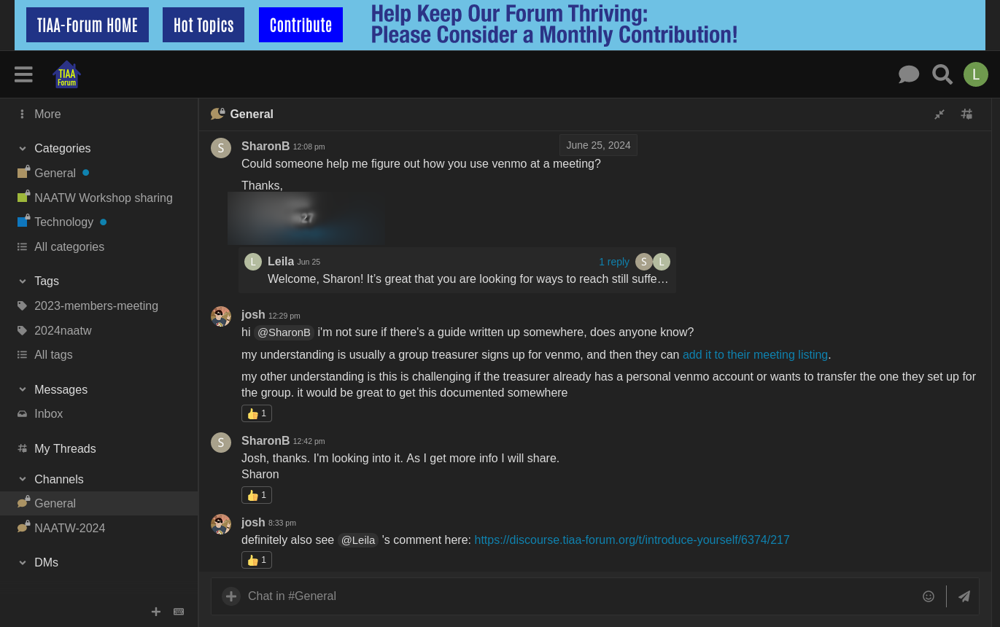 TIAA-Forum HOME
Hot Topics
Contribute
Help Keep Our Forum Thriving:
Please Consider a Monthly Contribution!
TIAA
Forum
L
More
Categories
General
NAATW Workshop sharing
Technology
All categories
Tags
2023-members-meeting
2024naatw
All tags
Messages
Inbox
My Threads
Channels
General
NAATW-2024
DMs
General
June 25, 2024
S
SharonB 12:08 pm
Could someone help me figure out how you use venmo at a meeting?
Thanks,
L
Leila Jun 25
1 reply
S
L
Welcome, Sharon! It's great that you are looking for ways to reach still suffe…
josh 12:29 pm
hi @SharonB i'm not sure if there's a guide written up somewhere, does anyone know?
my understanding is usually a group treasurer signs up for venmo, and then they can add it to their meeting listing.
my other understanding is this is challenging if the treasurer already has a personal venmo account or wants to transfer the one they set up for
the group. it would be great to get this documented somewhere
1
S
SharonB 12:42 pm
Josh, thanks. I'm looking into it. As I get more info I will share.
Sharon
1
josh 8:33 pm
definitely also see @Leila 's comment here: https://discourse.tiaa-forum.org/t/introduce-yourself/6374/217
1
Chat in #General